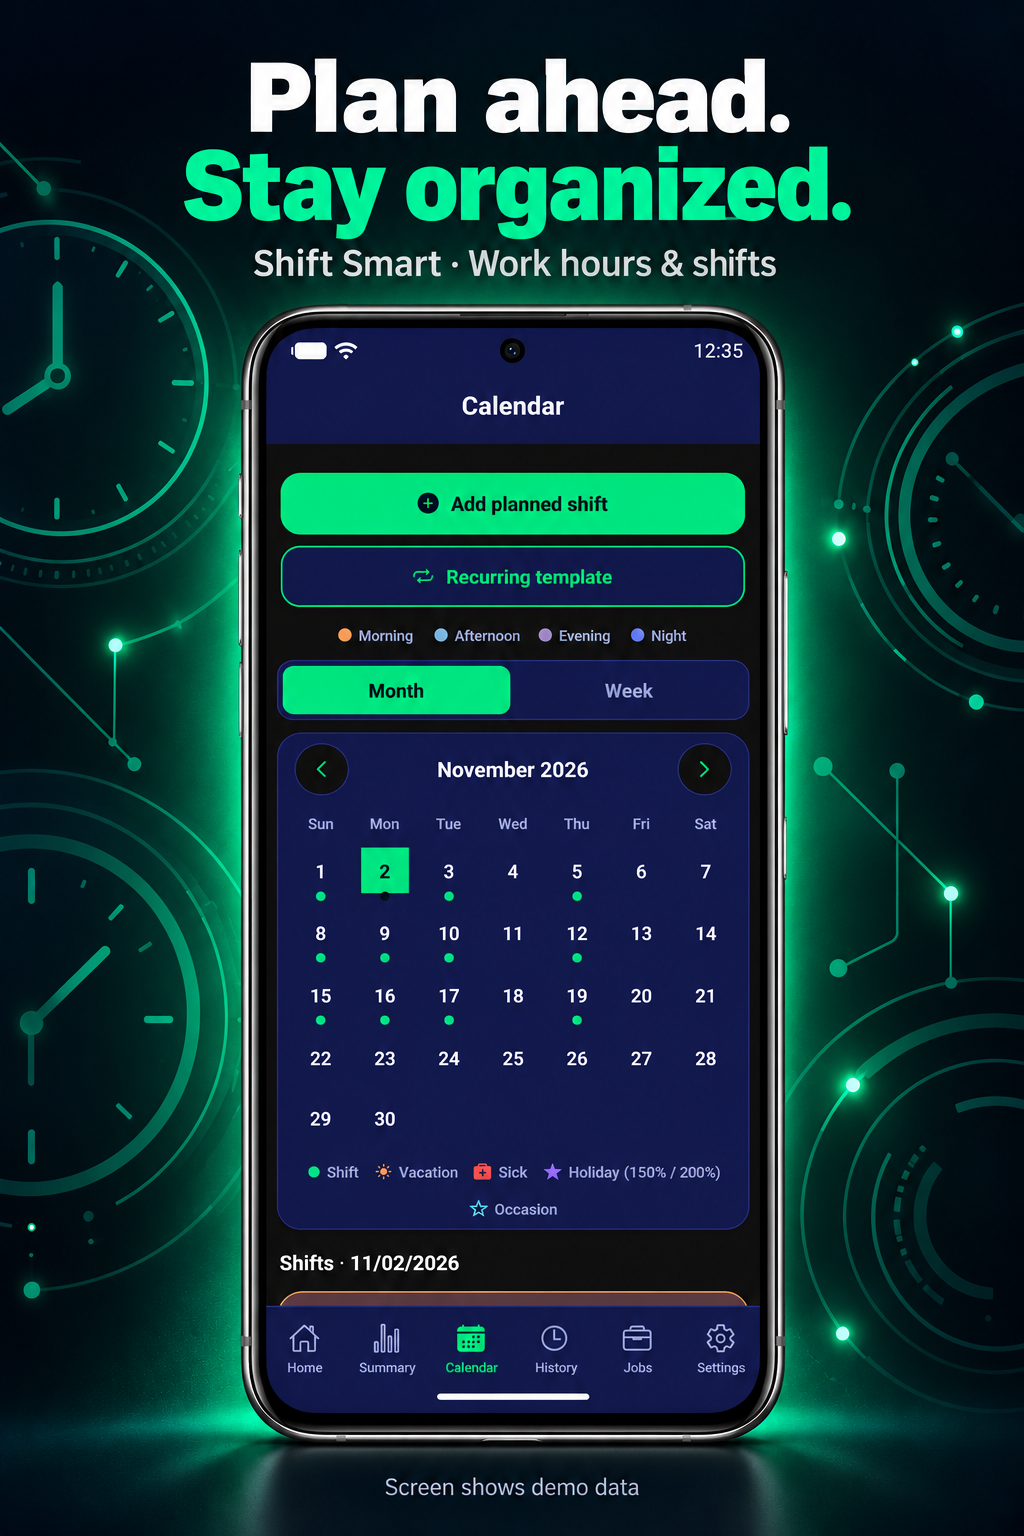 Plan ahead.
Stay organized.
Shift Smart · Work hours & shifts
12:35
Calendar
Add planned shift
Recurring template
Morning Afternoon Evening Night
Month Week
November 2026
Sun Mon Tue Wed Thu Fri Sat
1 2 3 4 5 6 7
8 9 10 11 12 13 14
15 16 17 18 19 20 21
22 23 24 25 26 27 28
29 30
Shift Vacation Sick Holiday (150% / 200%)
Occasion
Shifts · 11/02/2026
Home Summary Calendar History Jobs Settings
Screen shows demo data